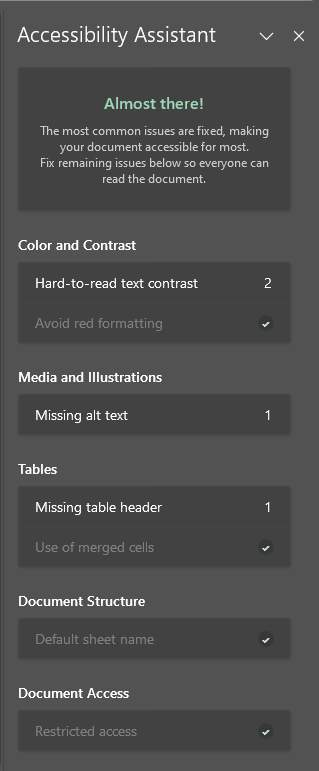 Accessibility Assistant
Almost there!
The most common issues are fixed, making
your document accessible for most.
Fix remaining issues below so everyone can
read the document.
Color and Contrast
Hard-to-read text contrast 2
Avoid red formatting
Media and Illustrations
Missing alt text 1
Tables
Missing table header 1
Use of merged cells
Document Structure
Default sheet name
Document Access
Restricted access